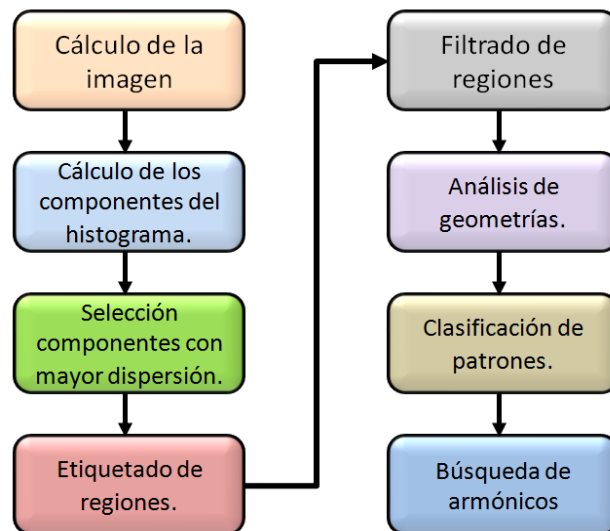 Cálculo de la
imagen
Cálculo de los
componentes del
histograma.
Selección
componentes con
mayor dispersión.
Etiquetado de
regiones.
Filtrado de
regiones
Análisis de
geometrías.
Clasificación de
patrones.
Búsqueda de
armónicos